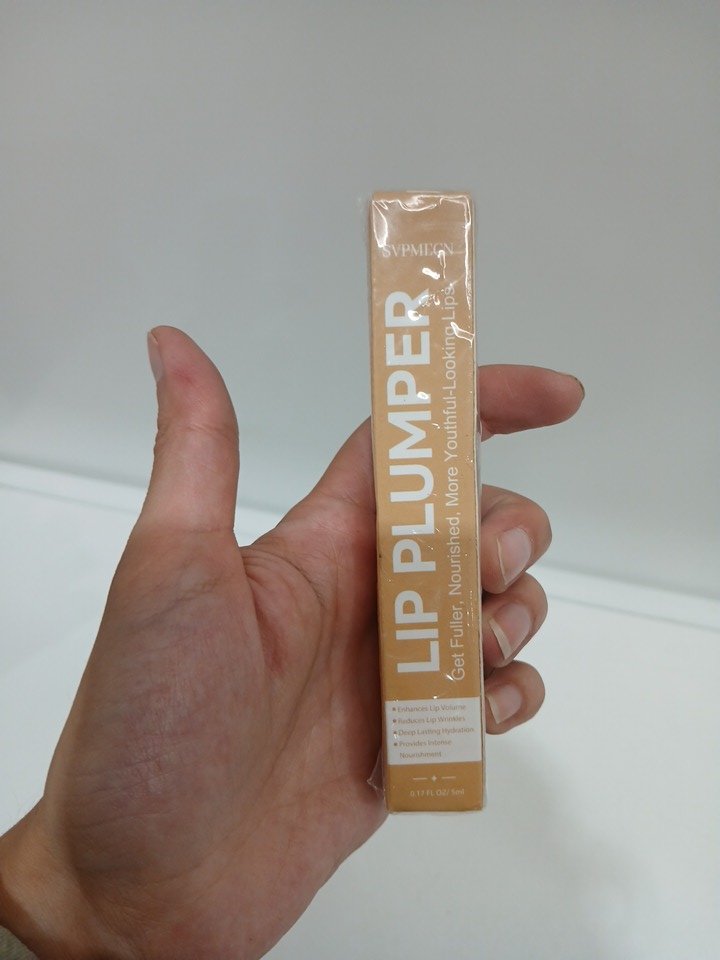 SVPMEGN
LIP PLUMPER
Get Fuller, Nourished, More Youthful-Looking Lips
Enhances Lip Volume
Reduces Lip Wrinkles
Deep Lasting Hydration
Provides Intense
Nourishment
0.17 FL OZ/ 5ml